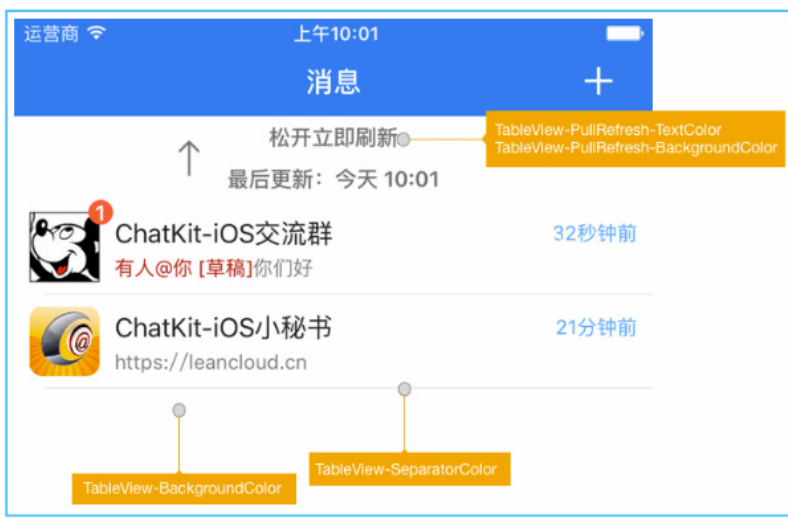 运营商
上午10:01
消息
松开立即刷新
TableView-PullRefresh-TextColor
TableView-PullRefresh-BackgroundColor
最后更新：今天 10:01
1
ChatKit-iOS交流群
32秒钟前
有人@你 [草稿]你们好
ChatKit-iOS小秘书
21分钟前
https://leancloud.cn
TableView-SeparatorColor
TableView-BackgroundColor